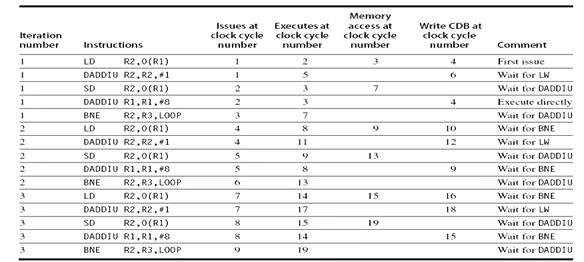 Iteration number Instructions Issues at clock cycle number Executes at clock cycle number Memory access at clock cycle number Write CDB at clock cycle number Comment
1 LD R2,0(R1) 1 2 3 4 First issue
1 DADDIU R2,R2,#1 1 5 6 Wait for LW
1 SD R2,0(R1) 2 3 7 Wait for DADDIU
1 DADDIU R1,R1,#8 2 3 4 Execute directly
1 BNE R2,R3,LOOP 3 7 Wait for DADDIU
2 LD R2,0(R1) 4 8 9 10 Wait for BNE
2 DADDIU R2,R2,#1 4 11 12 Wait for LW
2 SD R2,0(R1) 5 9 13 Wait for DADDIU
2 DADDIU R1,R1,#8 5 8 9 Wait for BNE
2 BNE R2,R3,LOOP 6 13 Wait for DADDIU
3 LD R2,0(R1) 7 14 15 16 Wait for BNE
3 DADDIU R2,R2,#1 7 17 18 Wait for LW
3 SD R2,0(R1) 8 15 19 Wait for DADDIU
3 DADDIU R1,R1,#8 8 14 15 Wait for BNE
3 BNE R2,R3,LOOP 9 19 Wait for DADDIU